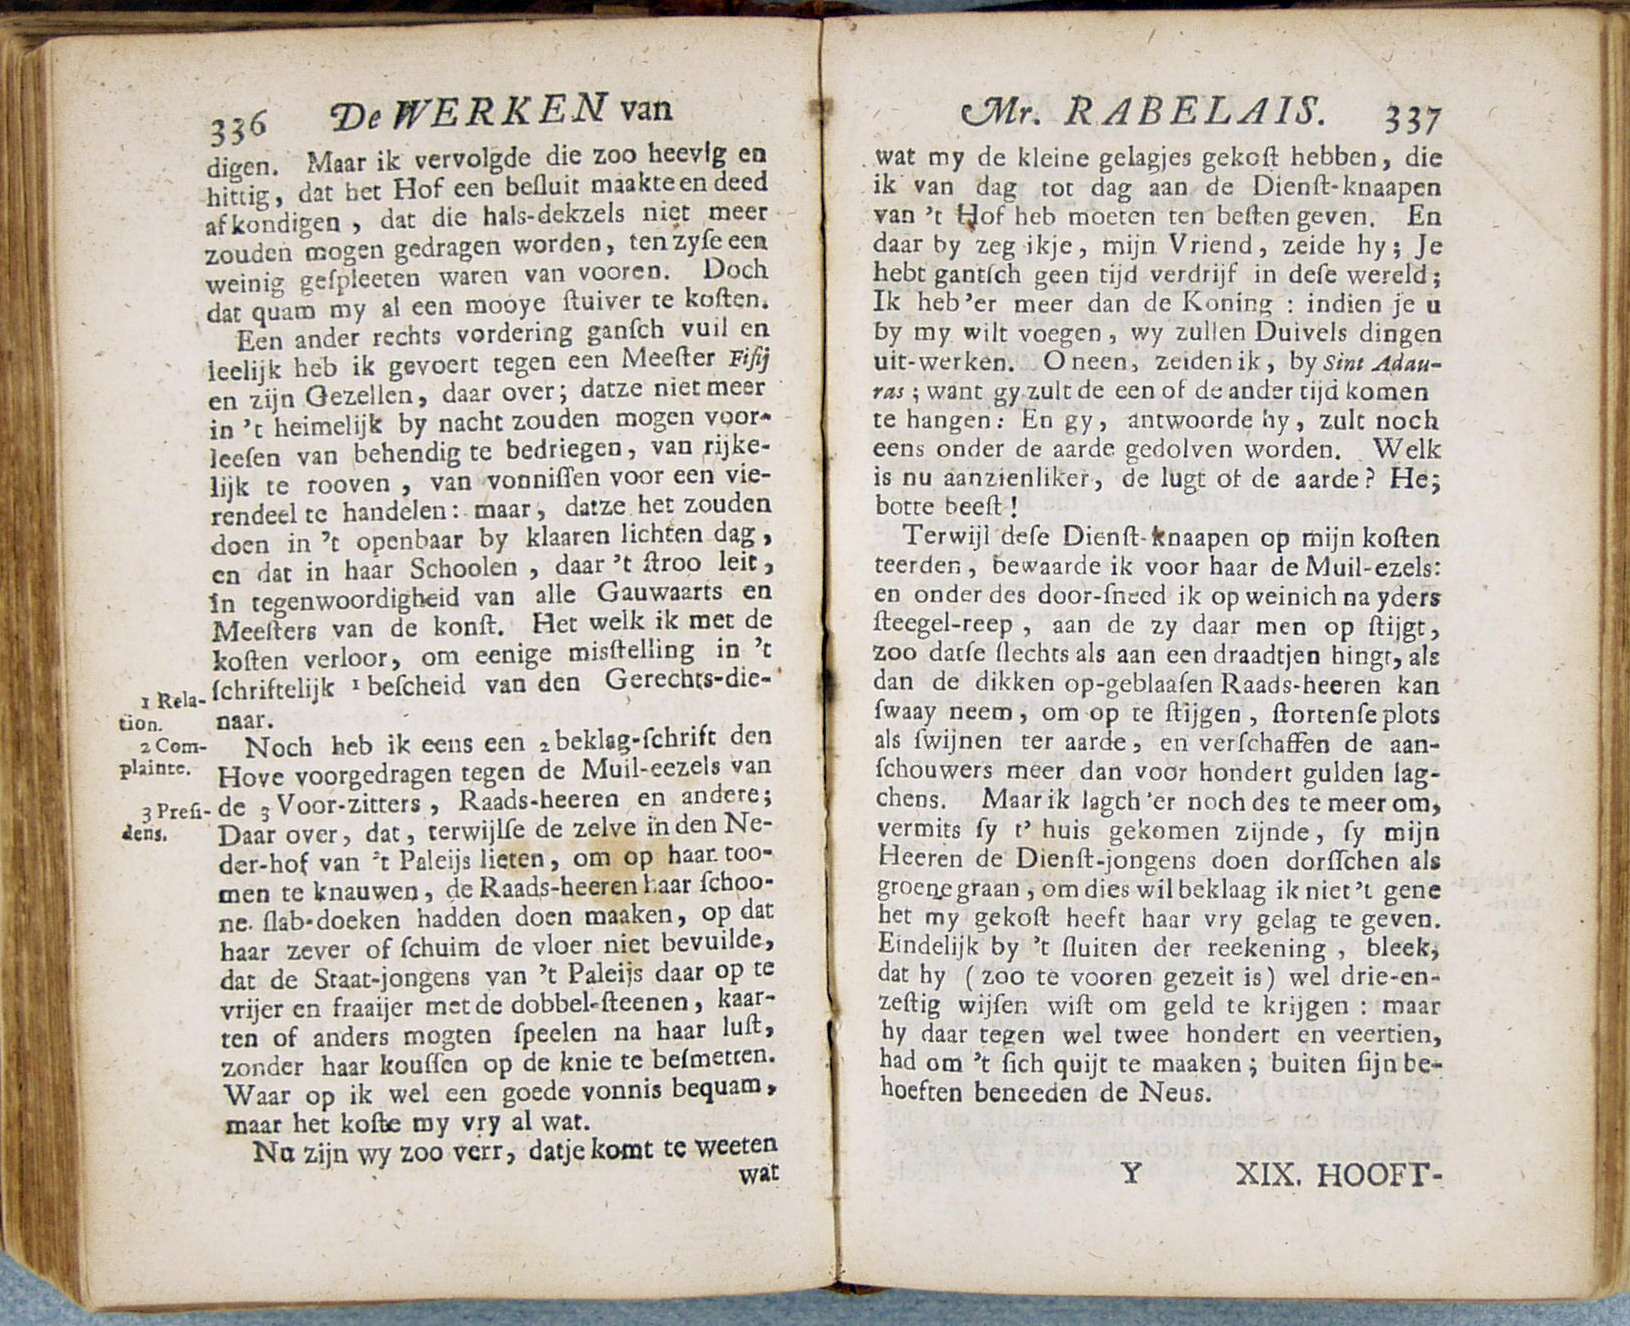 336 De WERKEN van
digen. Maar ik vervolgde die zoo heevig en
hittig, dat het Hof een beſluit maakte en deed
afkondigen, dat die hals-dekzels niet meer
zouden mogen gedragen worden, ten zyſe een
weinig geſpleeten waren van vooren. Doch
dat quam my al een mooye ſtuiver te koſten.
Een ander rechts vordering ganſch vuil en
leelijk heb ik gevoert tegen een Meeſter Fiſij
en zijn Gezellen, daar over; datze niet meer
in 't heimelijk by nacht zouden mogen voor-
leeſen van behendig te bedriegen, van rijke-
lijk te rooven, van vonniſſen voor een vie-
rendeel te handelen: maar, datze het zouden
doen in 't openbaar by klaaren lichten dag,
en dat in haar Schoolen, daar 't ſtroo leit,
in tegenwoordigheid van alle Gauwaarts en
Meeſters van de konſt. Het welk ik met de
koſten verloor, om eenige misſtelling in 't
ſchriftelijk 1 beſcheid van den Gerechts-die-
naar.
1 Rela-
tion.
Noch heb ik eens een 2 beklag-ſchrift den
2 Com-
plainte.
Hove voorgedragen tegen de Muil-eezels van
de 3 Voor-zitters, Raads-heeren en andere;
3 Preſi-
dens.
Daar over, dat, terwijlſe de zelve in den Ne-
der-hof van 't Paleijs lieten, om op haar too-
men te knauwen, de Raads-heeren haar ſchoo-
ne ſlab-doeken hadden doen maaken, op dat
haar zever of ſchuim de vloer niet bevuilde,
dat de Staat-jongens van 't Paleijs daar op te
vrijer en fraaijer met de dobbel-ſteenen, kaar-
ten of anders mogten ſpeelen na haar luſt,
zonder haar kouſſen op de knie te beſmetten.
Waar op ik wel een goede vonnis bequam,
maar het koſte my vry al wat.
Nu zijn wy zoo verr, datje komt te weeten
wat
Mr. RABELAIS. 337
wat my de kleine gelagjes gekoſt hebben, die
ik van dag tot dag aan de Dienſt-knaapen
van 't Hof heb moeten ten beſten geven. En
daar by zeg ikje, mijn Vriend, zeide hy; Je
hebt gantſch geen tijd verdrijf in deſe wereld;
Ik heb 'er meer dan de Koning: indien je u
by my wilt voegen, wy zullen Duivels dingen
uit-werken. O neen, zeiden ik, by Sint Adau-
ras; want gy zult de een of de ander tijd komen
te hangen: En gy, antwoorde hy, zult noch
eens onder de aarde gedolven worden. Welk
is nu aanzienliker, de lugt of de aarde? He;
botte beeſt!
Terwijl deſe Dienſt-knaapen op mijn koſten
teerden, bewaarde ik voor haar de Muil-ezels:
en onder des door-ſneed ik op weinich na yders
ſteegel-reep, aan de zy daar men op ſtijgt,
zoo datſe ſlechts als aan een draadtjen hingt, als
dan de dikken op-geblaaſen Raads-heeren kan
ſwaay neem, om op te ſtijgen, ſtortenſe plots
als ſwijnen ter aarde, en verſchaffen de aan-
ſchouwers meer dan voor hondert gulden lag-
chens. Maar ik lagch 'er noch des te meer om,
vermits ſy t' huis gekomen zijnde, ſy mijn
Heeren de Dienſt-jongens doen dorſſchen als
groene graan, om dies wil beklaag ik niet 't gene
het my gekoſt heeft haar vry gelag te geven.
Eindelijk by 't ſluiten der reekening, bleek,
dat hy (zoo te vooren gezeit is) wel drie-en-
zeſtig wijſen wiſt om geld te krijgen: maar
hy daar tegen wel twee hondert en veertien,
had om 't ſich quijt te maaken; buiten ſijn be-
hoeften beneeden de Neus.
Y XIX. HOOFT-